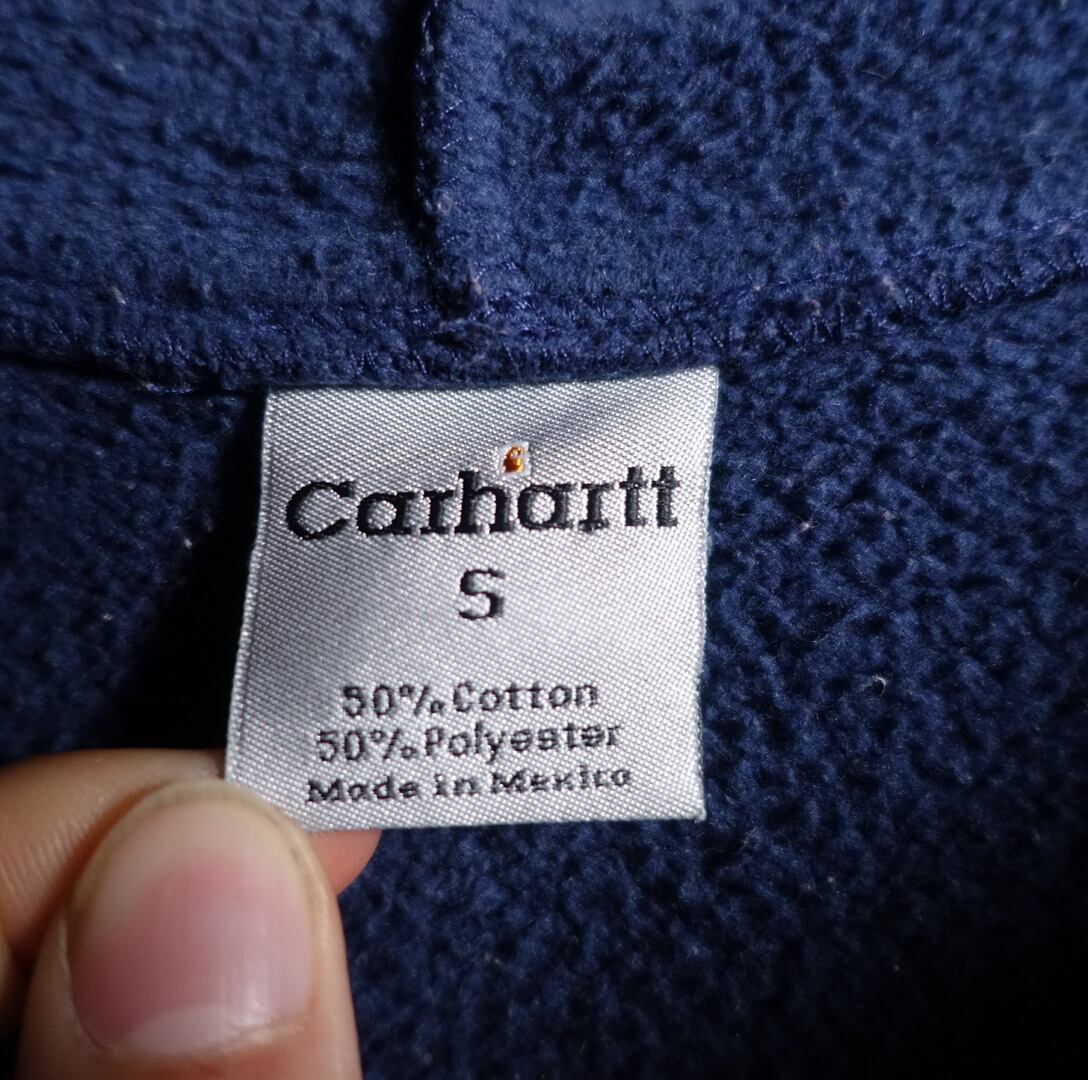 Carhartt
S
50% Cotton
50% Polyester
Made in Mexico